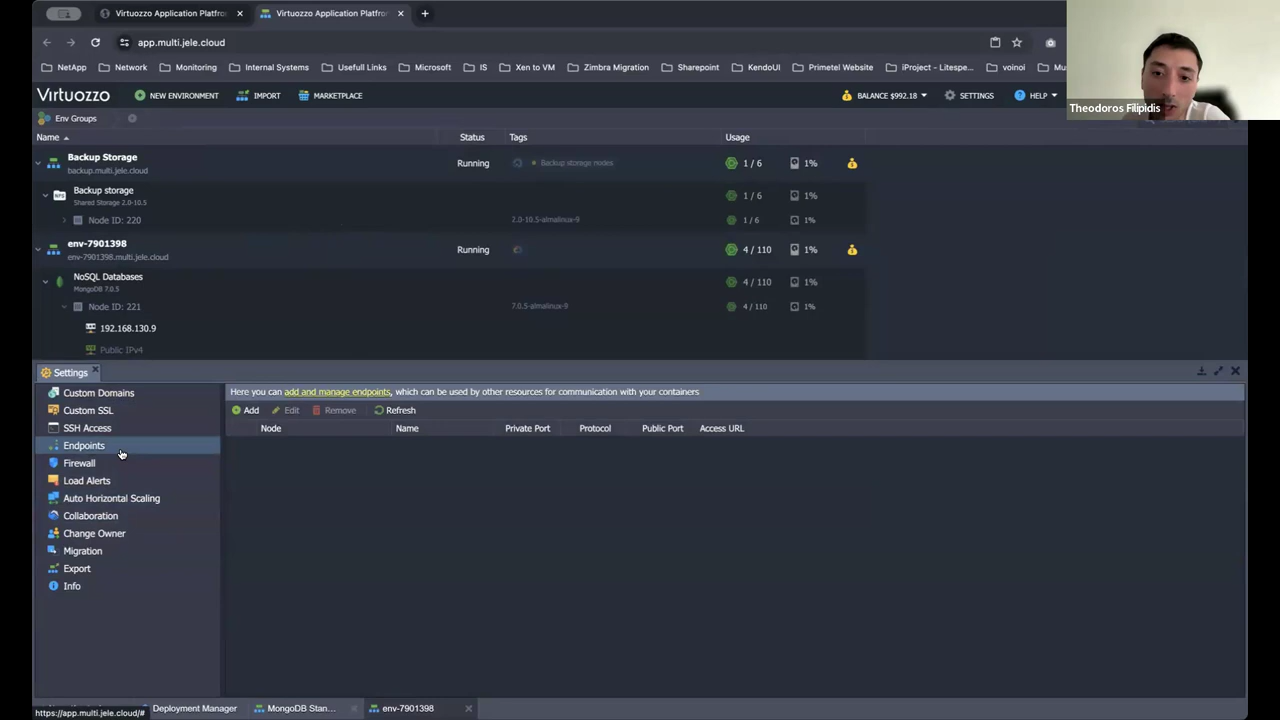 Virtuozzo Application Platfro
Virtuozzo Application Platfro
app.multi.jele.cloud
NetApp
Network
Monitoring
Internal Systems
Usefull Links
Microsoft
IS
Xen to VM
Zimbra Migration
Sharepoint
KendoUI
Primetel Website
iProject - Litespe...
voinoi
Mu
Theodoros Filipidis
Virtuozzo
NEW ENVIRONMENT
IMPORT
MARKETPLACE
BALANCE $992.18
SETTINGS
HELP
Env Groups
Name
Status
Tags
Usage
Backup Storage
backup.multi.jele.cloud
Running
Backup storage nodes
1 / 6
1%
Backup storage
Shared Storage 2.0-10.5
1 / 6
1%
Node ID: 220
2.0-10.5-almalinux-9
1 / 6
1%
env-7901398
env-7901398.multi.jele.cloud
Running
4 / 110
1%
NoSQL Databases
MongoDB 7.0.5
4 / 110
1%
Node ID: 221
7.0.5-almalinux-9
4 / 110
1%
192.168.130.9
Public IPv4
Settings
Custom Domains
Custom SSL
SSH Access
Endpoints
Firewall
Load Alerts
Auto Horizontal Scaling
Collaboration
Change Owner
Migration
Export
Info
Here you can add and manage endpoints, which can be used by other resources for communication with your containers
Add
Edit
Remove
Refresh
Node
Name
Private Port
Protocol
Public Port
Access URL
https://app.multi.jele.cloud/#
Deployment Manager
MongoDB Stan...
env-7901398